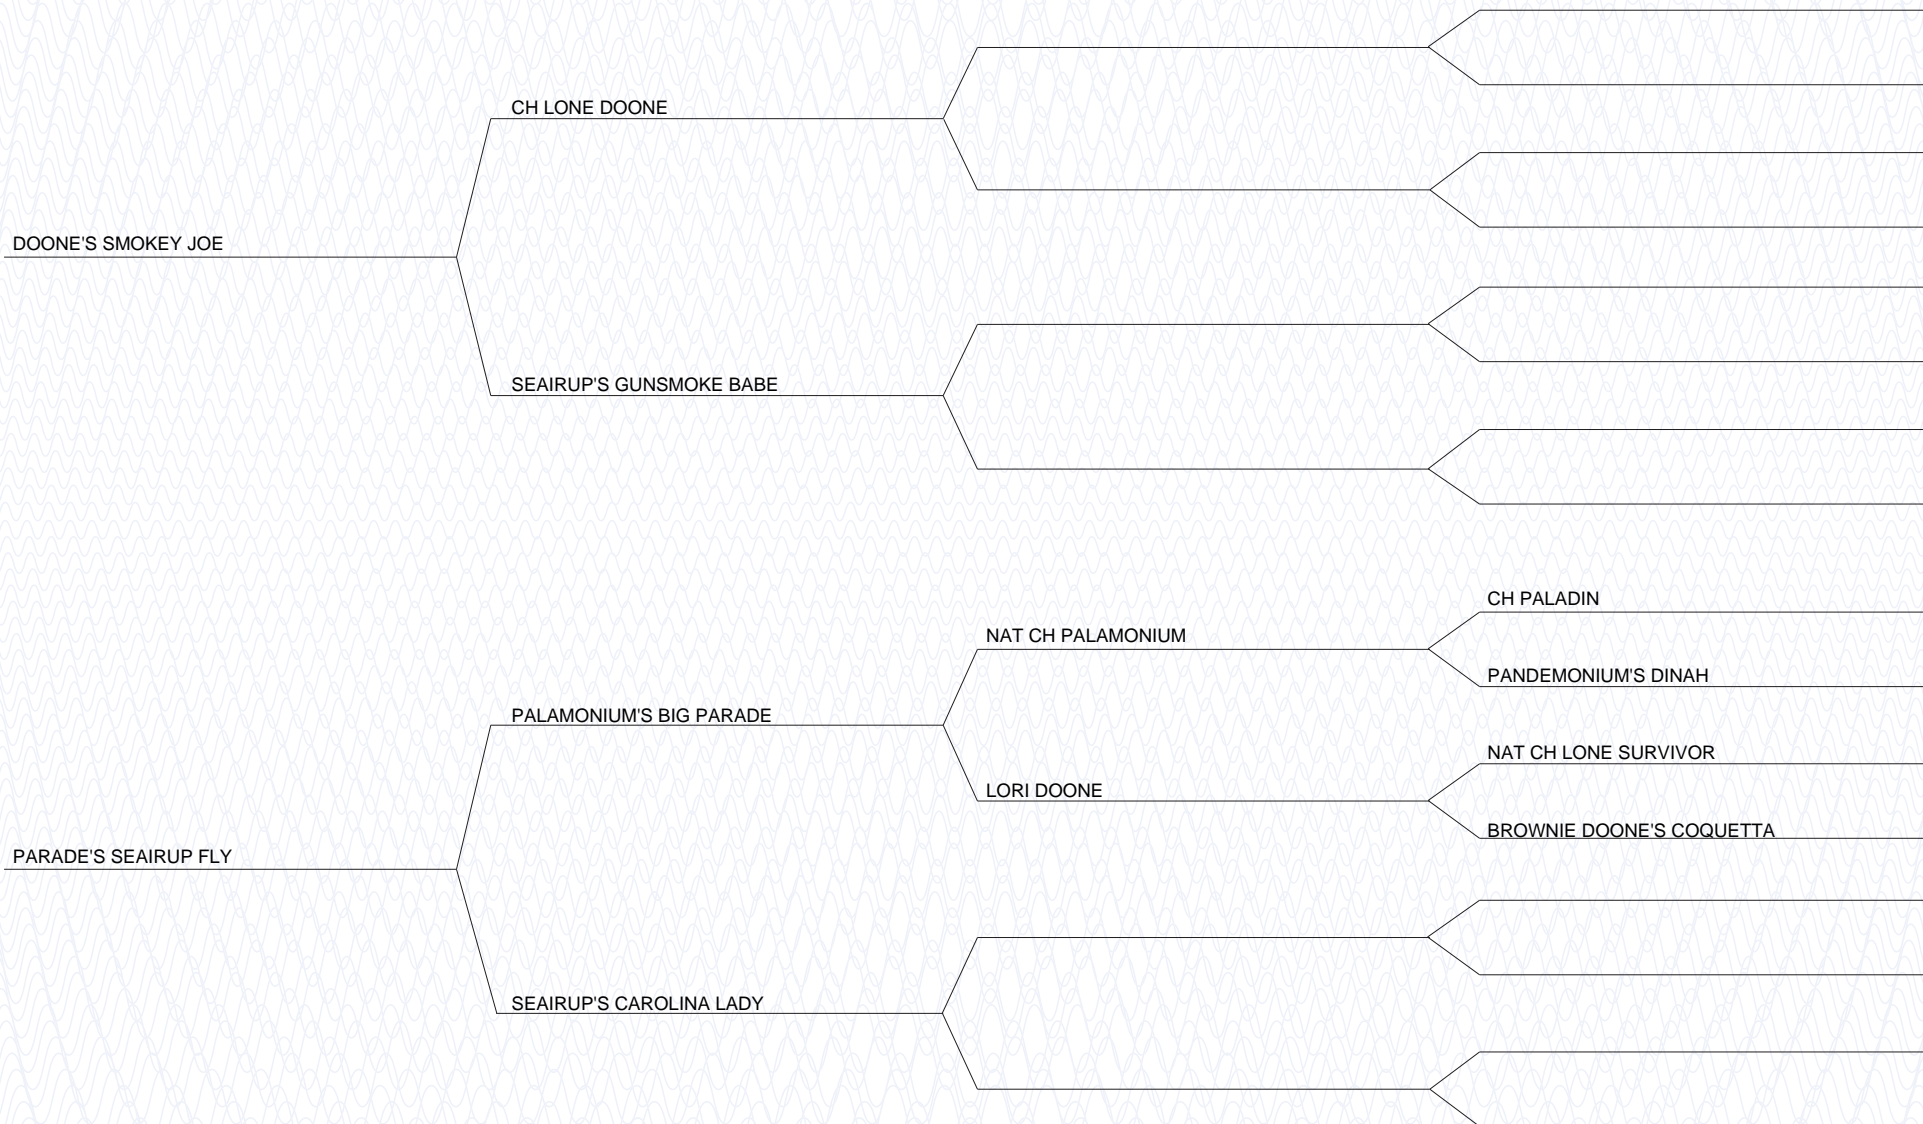 CH LONE DOONE
DOONE'S SMOKEY JOE
SEAIRUP'S GUNSMOKE BABE
CH PALADIN
NAT CH PALAMONIUM
PANDEMONIUM'S DINAH
PALAMONIUM'S BIG PARADE
NAT CH LONE SURVIVOR
LORI DOONE
BROWNIE DOONE'S COQUETTA
PARADE'S SEAIRUP FLY
SEAIRUP'S CAROLINA LADY